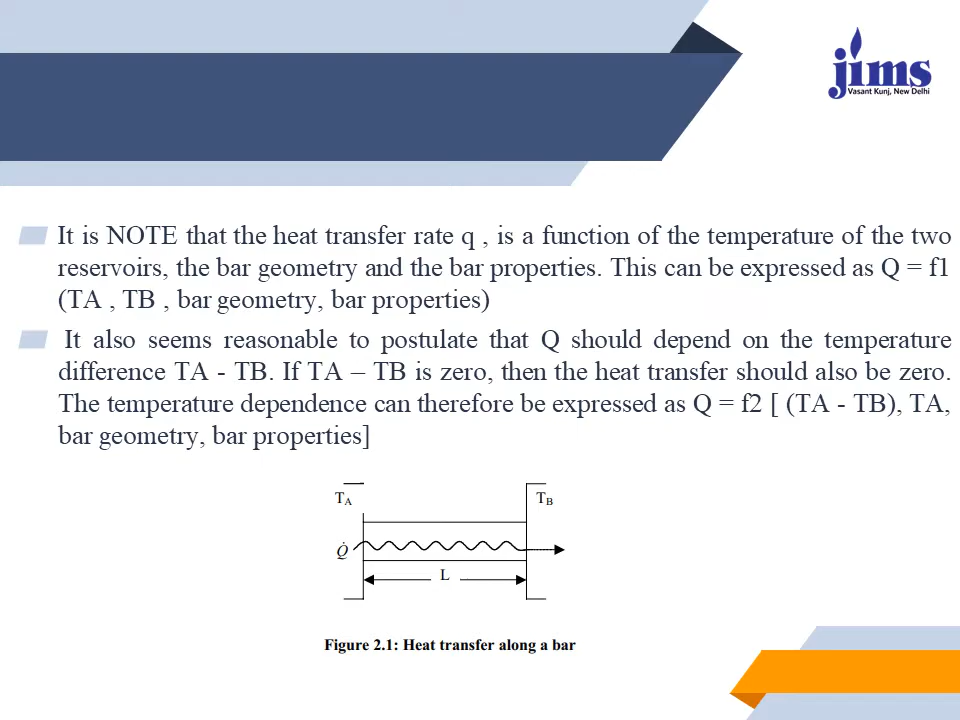 jims
Vasant Kunj, New Delhi
It is NOTE that the heat transfer rate q , is a function of the temperature of the two
reservoirs, the bar geometry and the bar properties. This can be expressed as Q = f1
(TA , TB , bar geometry, bar properties)
It also seems reasonable to postulate that Q should depend on the temperature
difference TA - TB. If TA – TB is zero, then the heat transfer should also be zero.
The temperature dependence can therefore be expressed as Q = f2 [ (TA - TB), TA,
bar geometry, bar properties]
TA TB
Q̇
L
Figure 2.1: Heat transfer along a bar